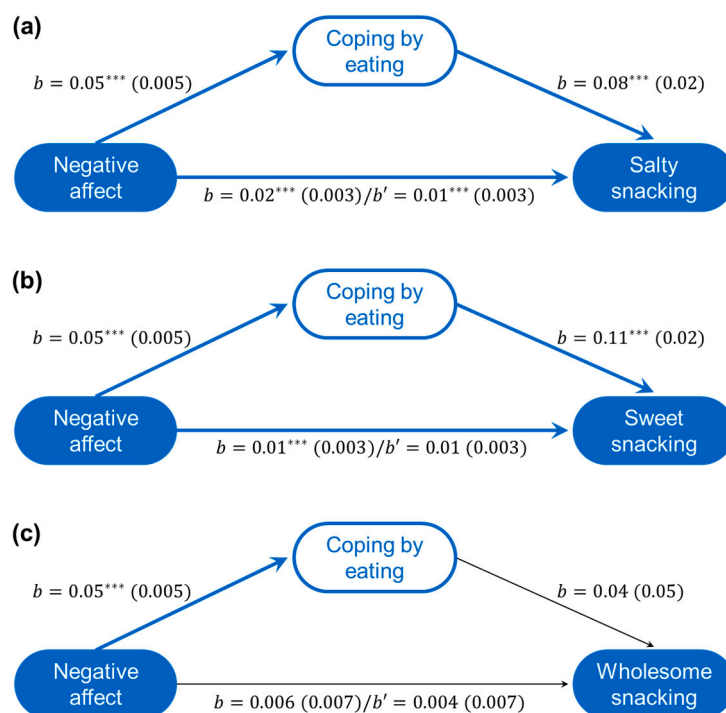 (a)
Coping by
eating
b = 0.05*** (0.005)
b = 0.08*** (0.02)
Negative
affect
Salty
snacking
b = 0.02*** (0.003)/b′ = 0.01*** (0.003)
(b)
Coping by
eating
b = 0.05*** (0.005)
b = 0.11*** (0.02)
Negative
affect
Sweet
snacking
b = 0.01*** (0.003)/b′ = 0.01 (0.003)
(c)
Coping by
eating
b = 0.05*** (0.005)
b = 0.04 (0.05)
Negative
affect
Wholesome
snacking
b = 0.006 (0.007)/b′ = 0.004 (0.007)